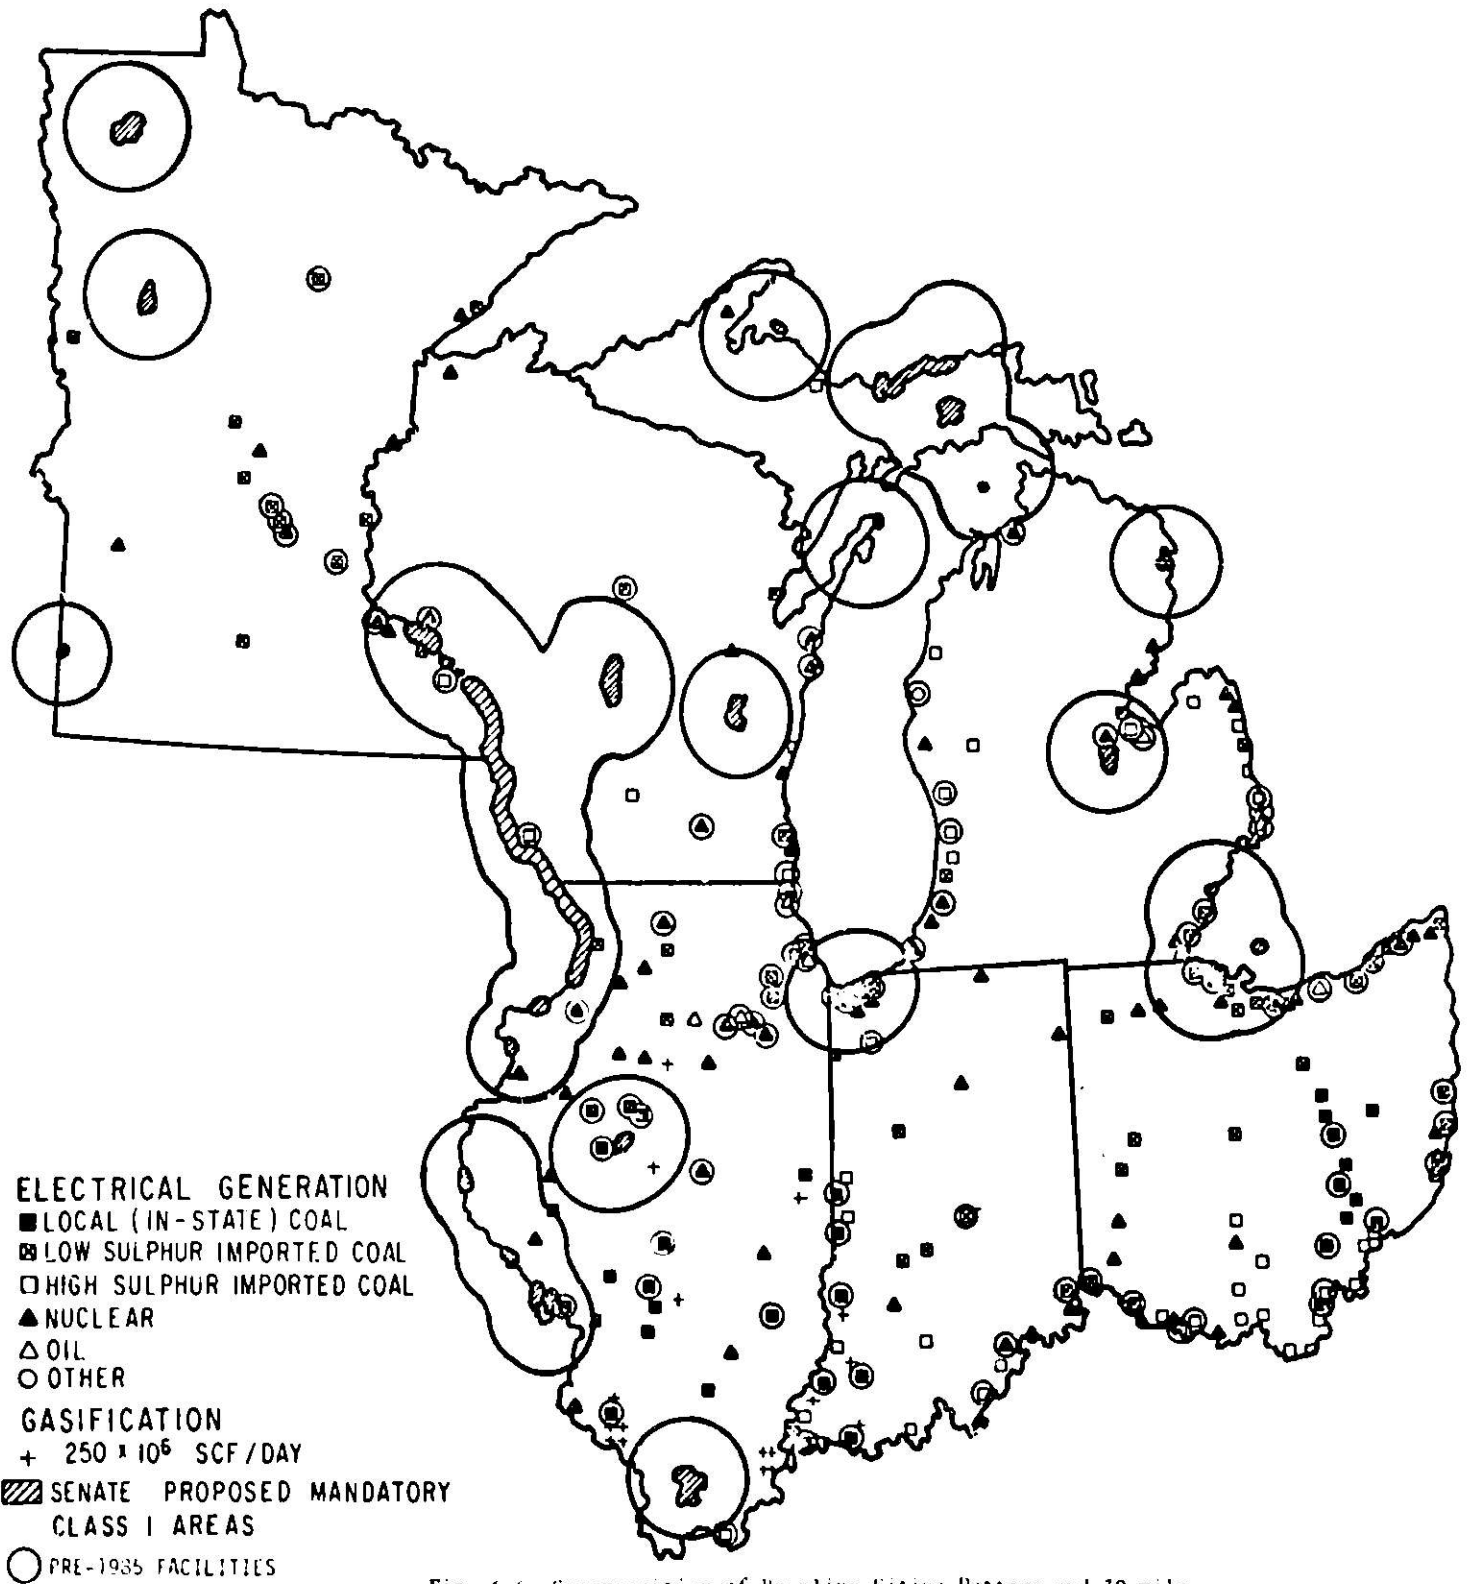 ELECTRICAL GENERATION
LOCAL (IN-STATE) COAL
LOW SULPHUR IMPORTED COAL
HIGH SULPHUR IMPORTED COAL
NUCLEAR
OIL
OTHER
GASIFICATION
+ 250 x 10⁶ SCF/DAY
SENATE PROPOSED MANDATORY
CLASS I AREAS
PRE-1985 FACILITIES